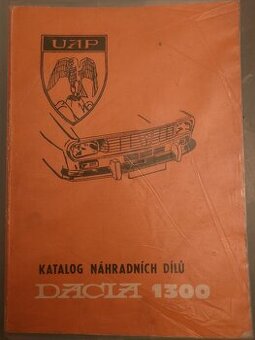 UAP
KATALOG NÁHRADNÍCH DÍLŮ
DACIA 1300